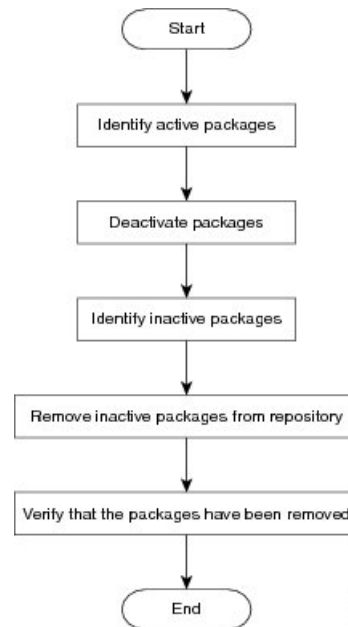 Start
Identify active packages
Deactivate packages
Identify inactive packages
Remove inactive packages from repository
Verify that the packages have been removed
End